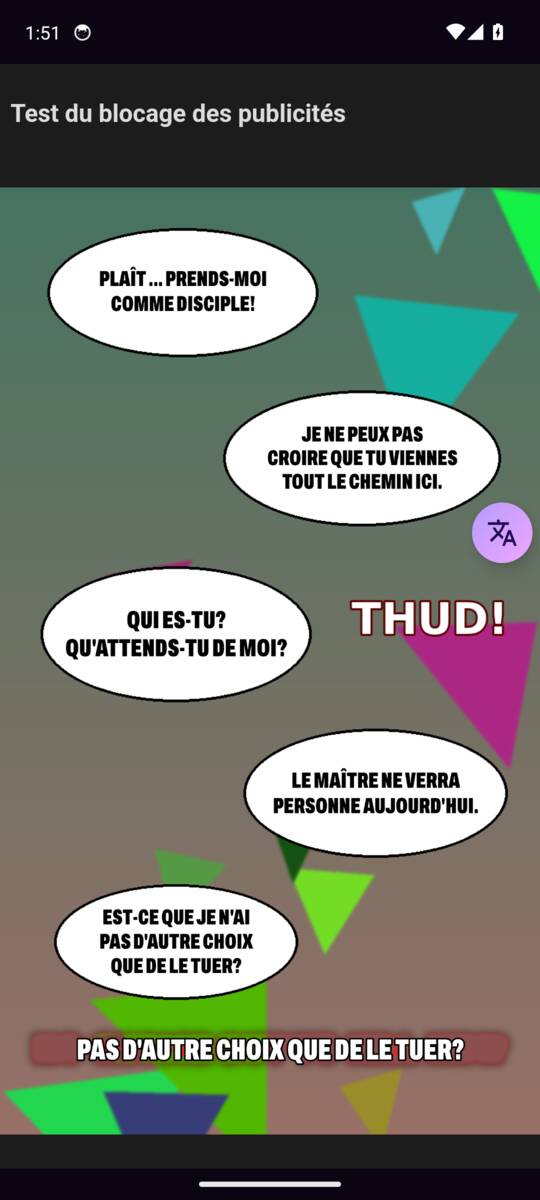 1:51
Test du blocage des publicités
PLAÎT ... PRENDS-MOI
COMME DISCIPLE!
JE NE PEUX PAS
CROIRE QUE TU VIENNES
TOUT LE CHEMIN ICI.
QUI ES-TU?
QU'ATTENDS-TU DE MOI?
THUD!
LE MAÎTRE NE VERRA
PERSONNE AUJOURD'HUI.
EST-CE QUE JE N'AI
PAS D'AUTRE CHOIX
QUE DE LE TUER?
PAS D'AUTRE CHOIX QUE DE LE TUER?